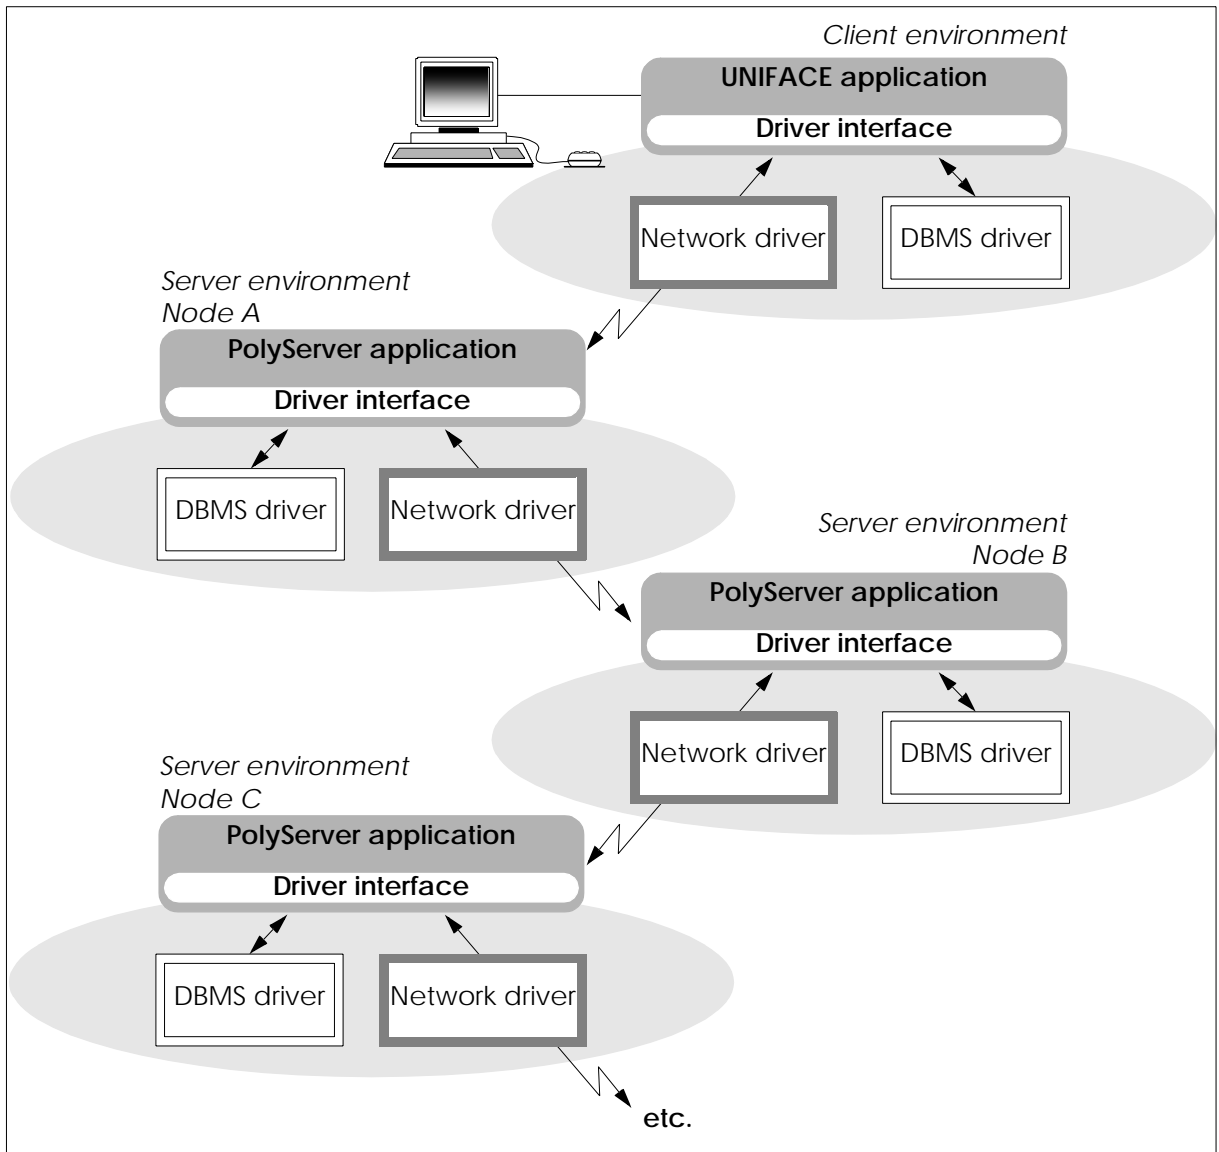 Client environment
UNIFACE application
Driver interface
Network driver
DBMS driver
Server environment
Node A
PolyServer application
Driver interface
DBMS driver
Network driver
Server environment
Node B
PolyServer application
Driver interface
Network driver
DBMS driver
Server environment
Node C
PolyServer application
Driver interface
DBMS driver
Network driver
etc.